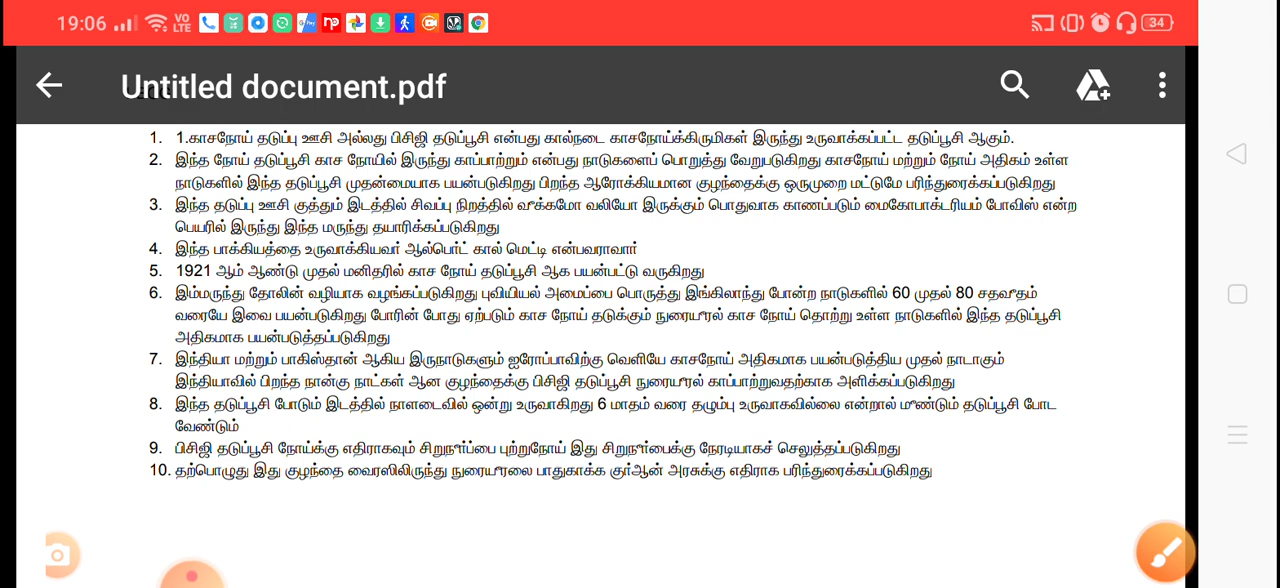 19:06 VO LTE G Pay np 34
Untitled document.pdf
1. 1.காசநோய் தடுப்பு ஊசி அல்லது பிசிஜி தடுப்பூசி என்பது கால்நடை காசநோய்க்கிருமிகள் இருந்து உருவாக்கப்பட்ட தடுப்பூசி ஆகும்.
2. இந்த நோய் தடுப்பூசி காச நோயில் இருந்து காப்பாற்றும் என்பது நாடுகளைப் பொறுத்து வேறுபடுகிறது காசநோய் மற்றும் நோய் அதிகம் உள்ள
நாடுகளில் இந்த தடுப்பூசி முதன்மையாக பயன்படுகிறது பிறந்த ஆரோக்கியமான குழந்தைக்கு ஒருமுறை மட்டுமே பரிந்துரைக்கப்படுகிறது
3. இந்த தடுப்பு ஊசி குத்தும் இடத்தில் சிவப்பு நிறத்தில் வீக்கமோ வலியோ இருக்கும் பொதுவாக காணப்படும் மைகோபாக்டரியம் போவிஸ் என்ற
பெயரில் இருந்து இந்த மருந்து தயாரிக்கப்படுகிறது
4. இந்த பாக்கியத்தை உருவாக்கியவர் ஆல்பெர்ட் கால் மெட்டி என்பவராவார்
5. 1921 ஆம் ஆண்டு முதல் மனிதரில் காச நோய் தடுப்பூசி ஆக பயன்பட்டு வருகிறது
6. இம்மருந்து தோலின் வழியாக வழங்கப்படுகிறது புவியியல் அமைப்பை பொருத்து இங்கிலாந்து போன்ற நாடுகளில் 60 முதல் 80 சதவீதம்
வரையே இவை பயன்படுகிறது போரின் போது ஏற்படும் காச நோய் தடுக்கும் நுரையீரல் காச நோய் தொற்று உள்ள நாடுகளில் இந்த தடுப்பூசி
அதிகமாக பயன்படுத்தப்படுகிறது
7. இந்தியா மற்றும் பாகிஸ்தான் ஆகிய இருநாடுகளும் ஐரோப்பாவிற்கு வெளியே காசநோய் அதிகமாக பயன்படுத்திய முதல் நாடாகும்
இந்தியாவில் பிறந்த நான்கு நாட்கள் ஆன குழந்தைக்கு பிசிஜி தடுப்பூசி நுரையீரல் காப்பாற்றுவதற்காக அளிக்கப்படுகிறது
8. இந்த தடுப்பூசி போடும் இடத்தில் நாளடைவில் ஒன்று உருவாகிறது 6 மாதம் வரை தழும்பு உருவாகவில்லை என்றால் மீண்டும் தடுப்பூசி போட
வேண்டும்
9. பிசிஜி தடுப்பூசி நோய்க்கு எதிராகவும் சிறுநீர்ப்பை புற்றுநோய் இது சிறுநீர்பைக்கு நேரடியாகச் செலுத்தப்படுகிறது
10. தற்பொழுது இது குழந்தை வைரஸிலிருந்து நுரையீரலை பாதுகாக்க குர்ஆன் அரசுக்கு எதிராக பரிந்துரைக்கப்படுகிறது